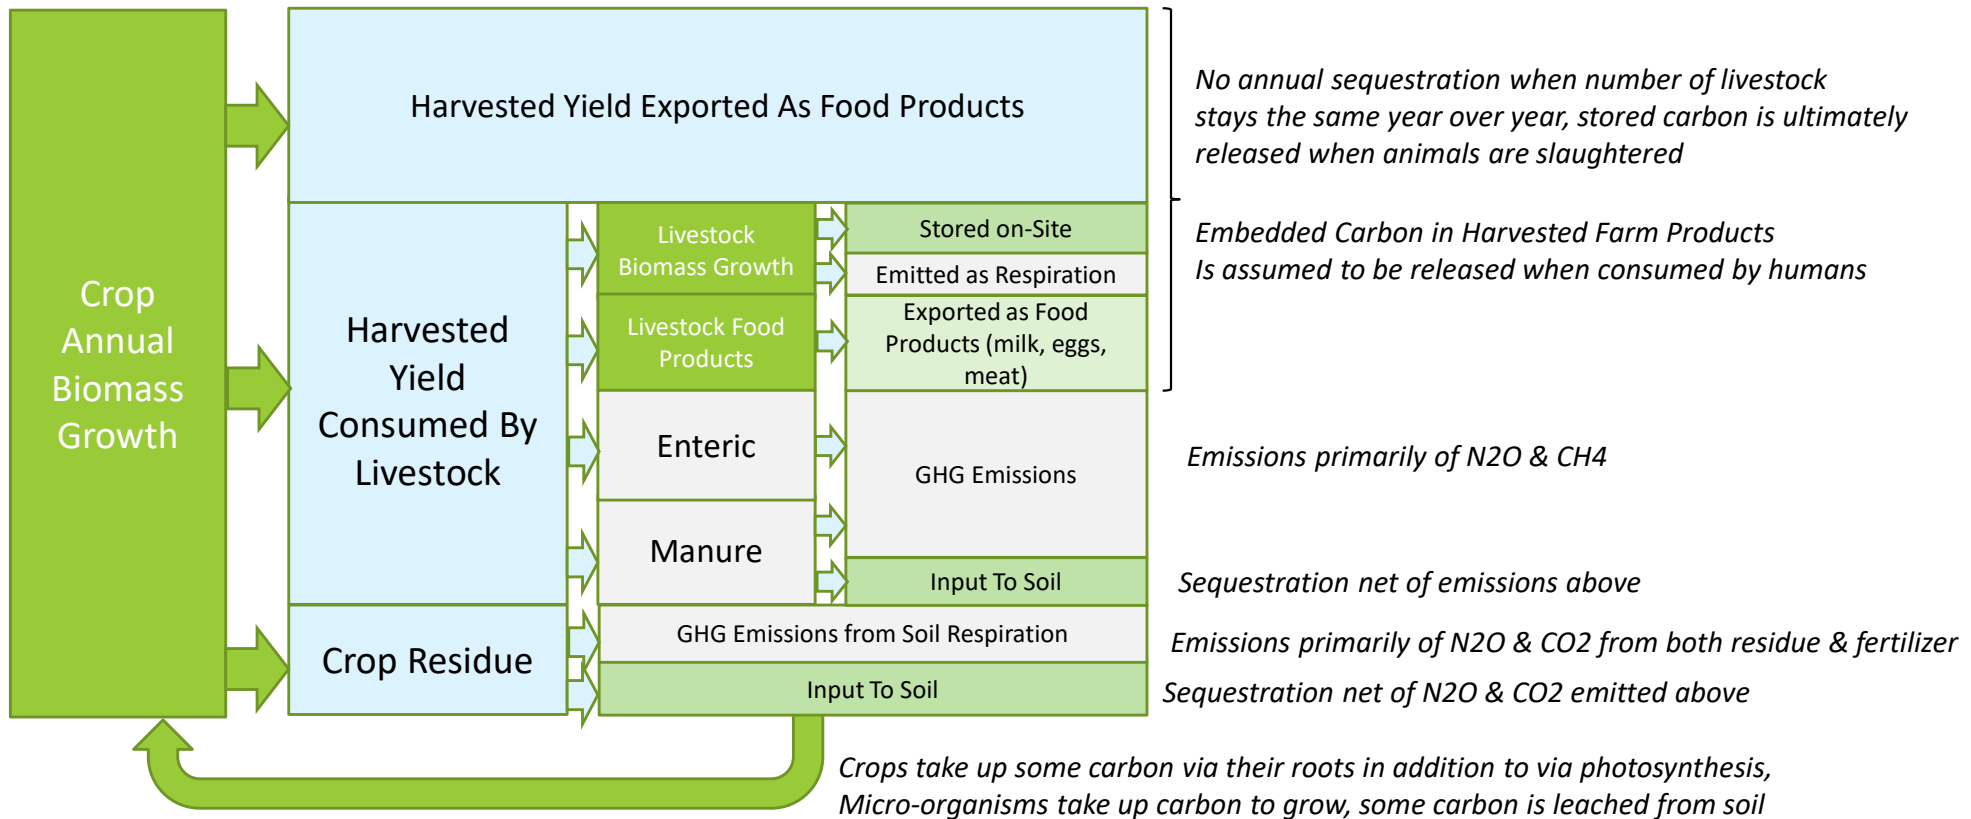 Crop
Annual
Biomass
Growth
Harvested Yield Exported As Food Products
Harvested
Yield
Consumed By
Livestock
Crop Residue
Livestock
Biomass Growth
Livestock Food
Products
Enteric
Manure
Stored on-Site
Emitted as Respiration
Exported as Food
Products (milk, eggs,
meat)
GHG Emissions
Input To Soil
GHG Emissions from Soil Respiration
Input To Soil
No annual sequestration when number of livestock
stays the same year over year, stored carbon is ultimately
released when animals are slaughtered
Embedded Carbon in Harvested Farm Products
Is assumed to be released when consumed by humans
Emissions primarily of N2O & CH4
Sequestration net of emissions above
Emissions primarily of N2O & CO2 from both residue & fertilizer
Sequestration net of N2O & CO2 emitted above
Crops take up some carbon via their roots in addition to via photosynthesis,
Micro-organisms take up carbon to grow, some carbon is leached from soil